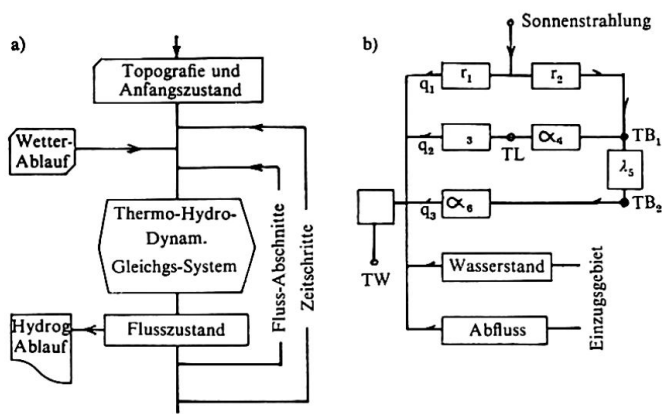 a)
Topografie und
Anfangszustand
Wetter-
Ablauf
Thermo-Hydro-
Dynam.
Gleichgs-System
Hydrog
Ablauf
Flusszustand
Fluss-Abschnitte
Zeitschritte
b)
Sonnenstrahlung
r₁
r₂
q₁
q₂
3
TL
α₄
TB₁
λ₅
q₃
α₆
TB₂
TW
Wasserstand
Abfluss
Einzugsgebiet